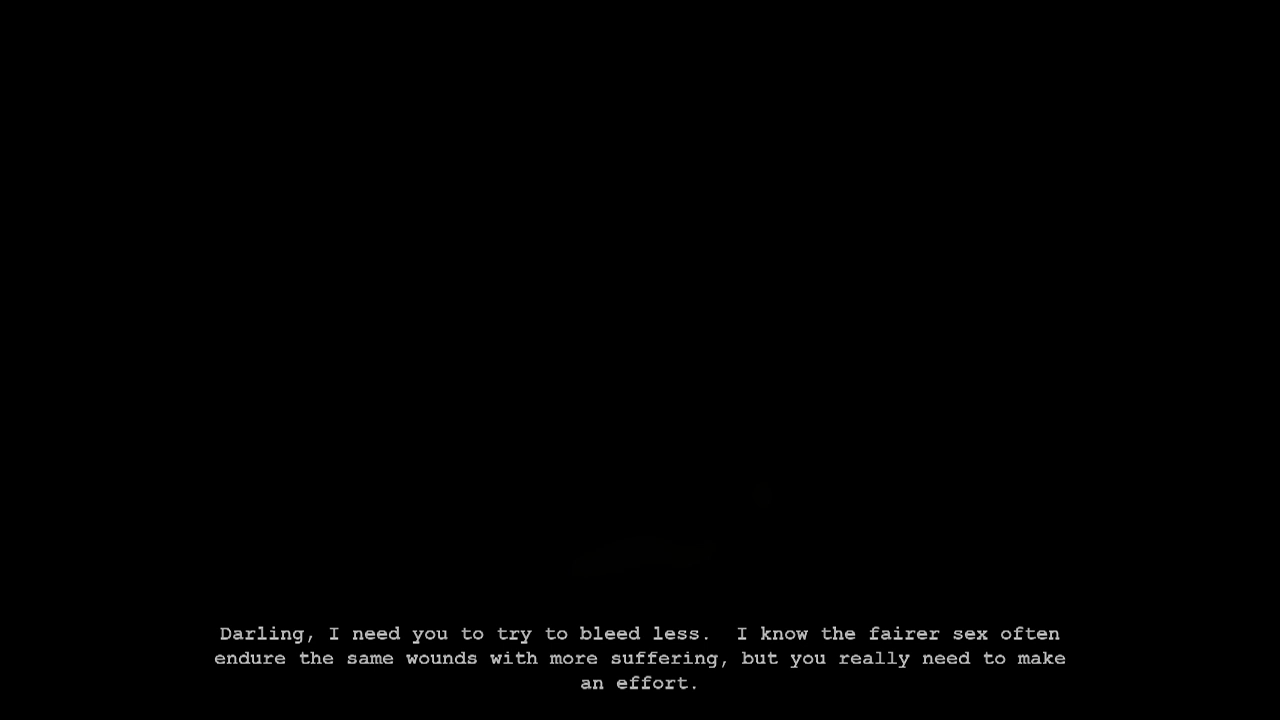 Darling, I need you to try to bleed less.  I know the fairer sex often
endure the same wounds with more suffering, but you really need to make
an effort.